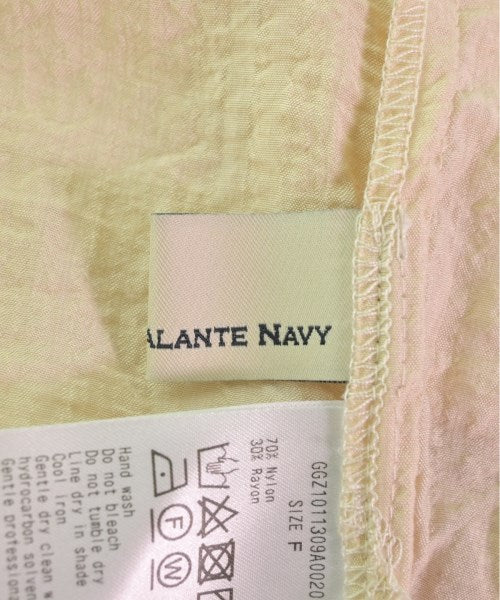 ALANTE NAVY
GGZ1011309A0020
SIZE F
70% Nylon
30% Rayon
Hand wash
Do not bleach
Do not tumble dry
Line dry in shade
Cool iron
Gentle dry clean w
hydrocarbon solven
Gentle professiona
F
W